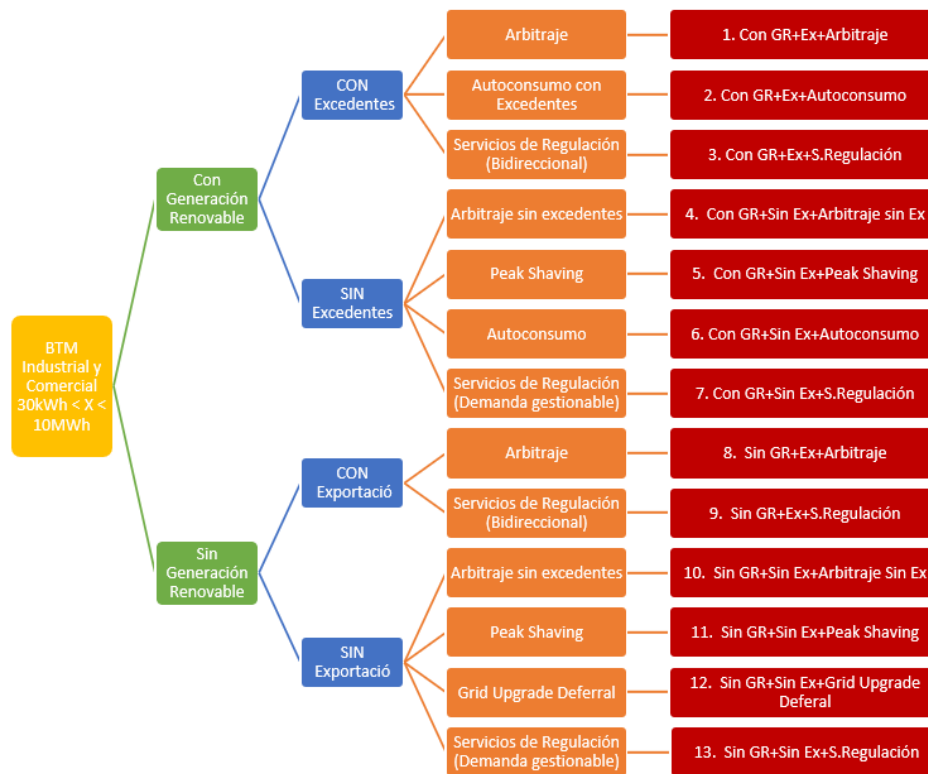 BTM
Industrial y
Comercial
30kWh < X <
10MWh
Con
Generación
Renovable
CON
Excedentes
Arbitraje
1. Con GR+Ex+Arbitraje
Autoconsumo con
Excedentes
2. Con GR+Ex+Autoconsumo
Servicios de Regulación
(Bidireccional)
3. Con GR+Ex+S.Regulación
SIN
Excedentes
Arbitraje sin excedentes
4. Con GR+Sin Ex+Arbitraje sin Ex
Peak Shaving
5. Con GR+Sin Ex+Peak Shaving
Autoconsumo
6. Con GR+Sin Ex+Autoconsumo
Servicios de Regulación
(Demanda gestionable)
7. Con GR+Sin Ex+S.Regulación
Sin
Generación
Renovable
CON
Exportació
Arbitraje
8. Sin GR+Ex+Arbitraje
Servicios de Regulación
(Bidireccional)
9. Sin GR+Ex+S.Regulación
SIN
Exportació
Arbitraje sin excedentes
10. Sin GR+Sin Ex+Arbitraje Sin Ex
Peak Shaving
11. Sin GR+Sin Ex+Peak Shaving
Grid Upgrade Deferral
12. Sin GR+Sin Ex+Grid Upgrade
Deferal
Servicios de Regulación
(Demanda gestionable)
13. Sin GR+Sin Ex+S.Regulación